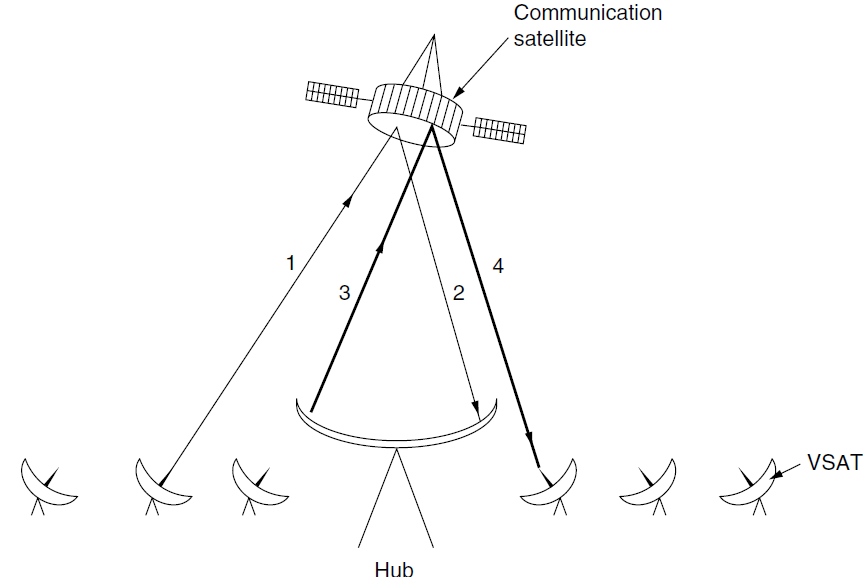 Communication
satellite
1
3
2
4
VSAT
Hub